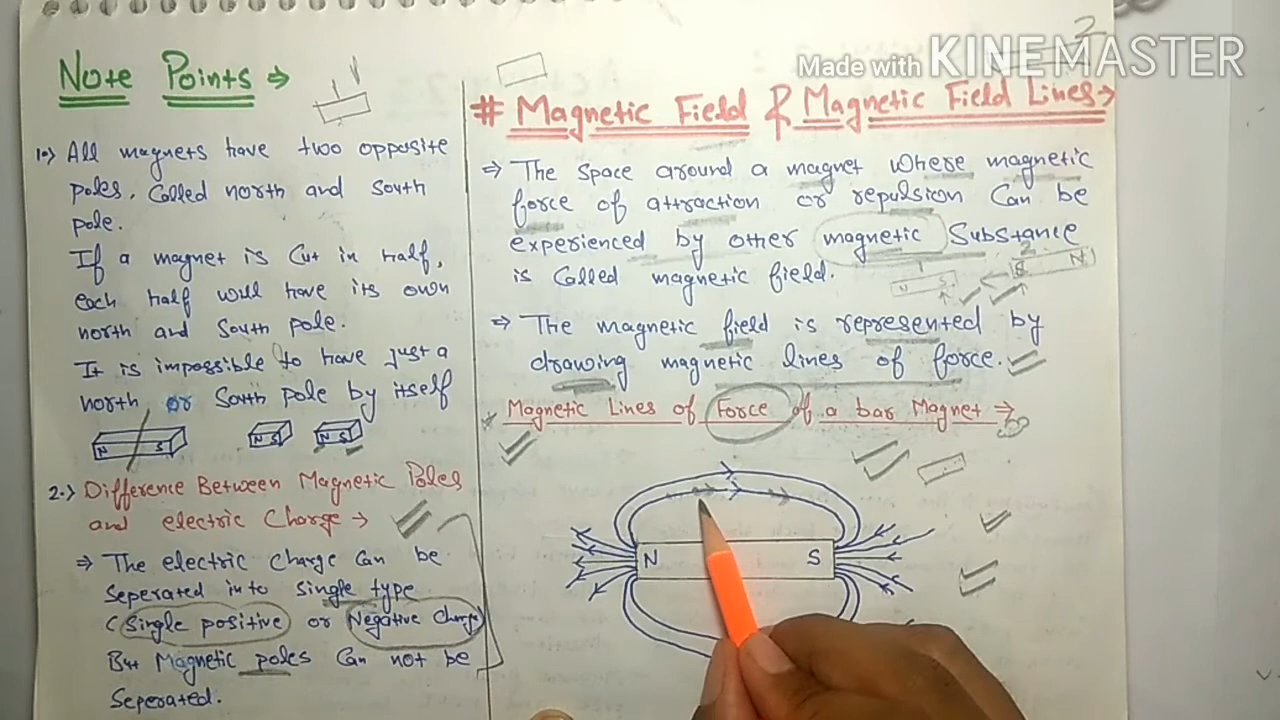 2
Made with KINEMASTER
Note Points ⇒
1.) All magnets have two opposite
poles. Called north and south
pole.
If a magnet is cut in half,
each half will have its own
north and south pole.
It is impossible to have just a
north or South pole by itself
N S
N S
N S
2.) Difference Between Magnetic Poles
and electric Charge →
⇒ The electric charge can be
seperated into single type
(single positive or Negative charge)
But Magnetic poles can not be
seperated.
# Magnetic Field & Magnetic Field Lines →
⇒ The space around a magnet where magnetic
force of attraction or repulsion can be
experienced by other magnetic substance
is called magnetic field.
1
N S
2
S N
⇒ The magnetic field is represented by
drawing magnetic lines of force.
* Magnetic Lines of Force of a bar Magnet ⇒
N S